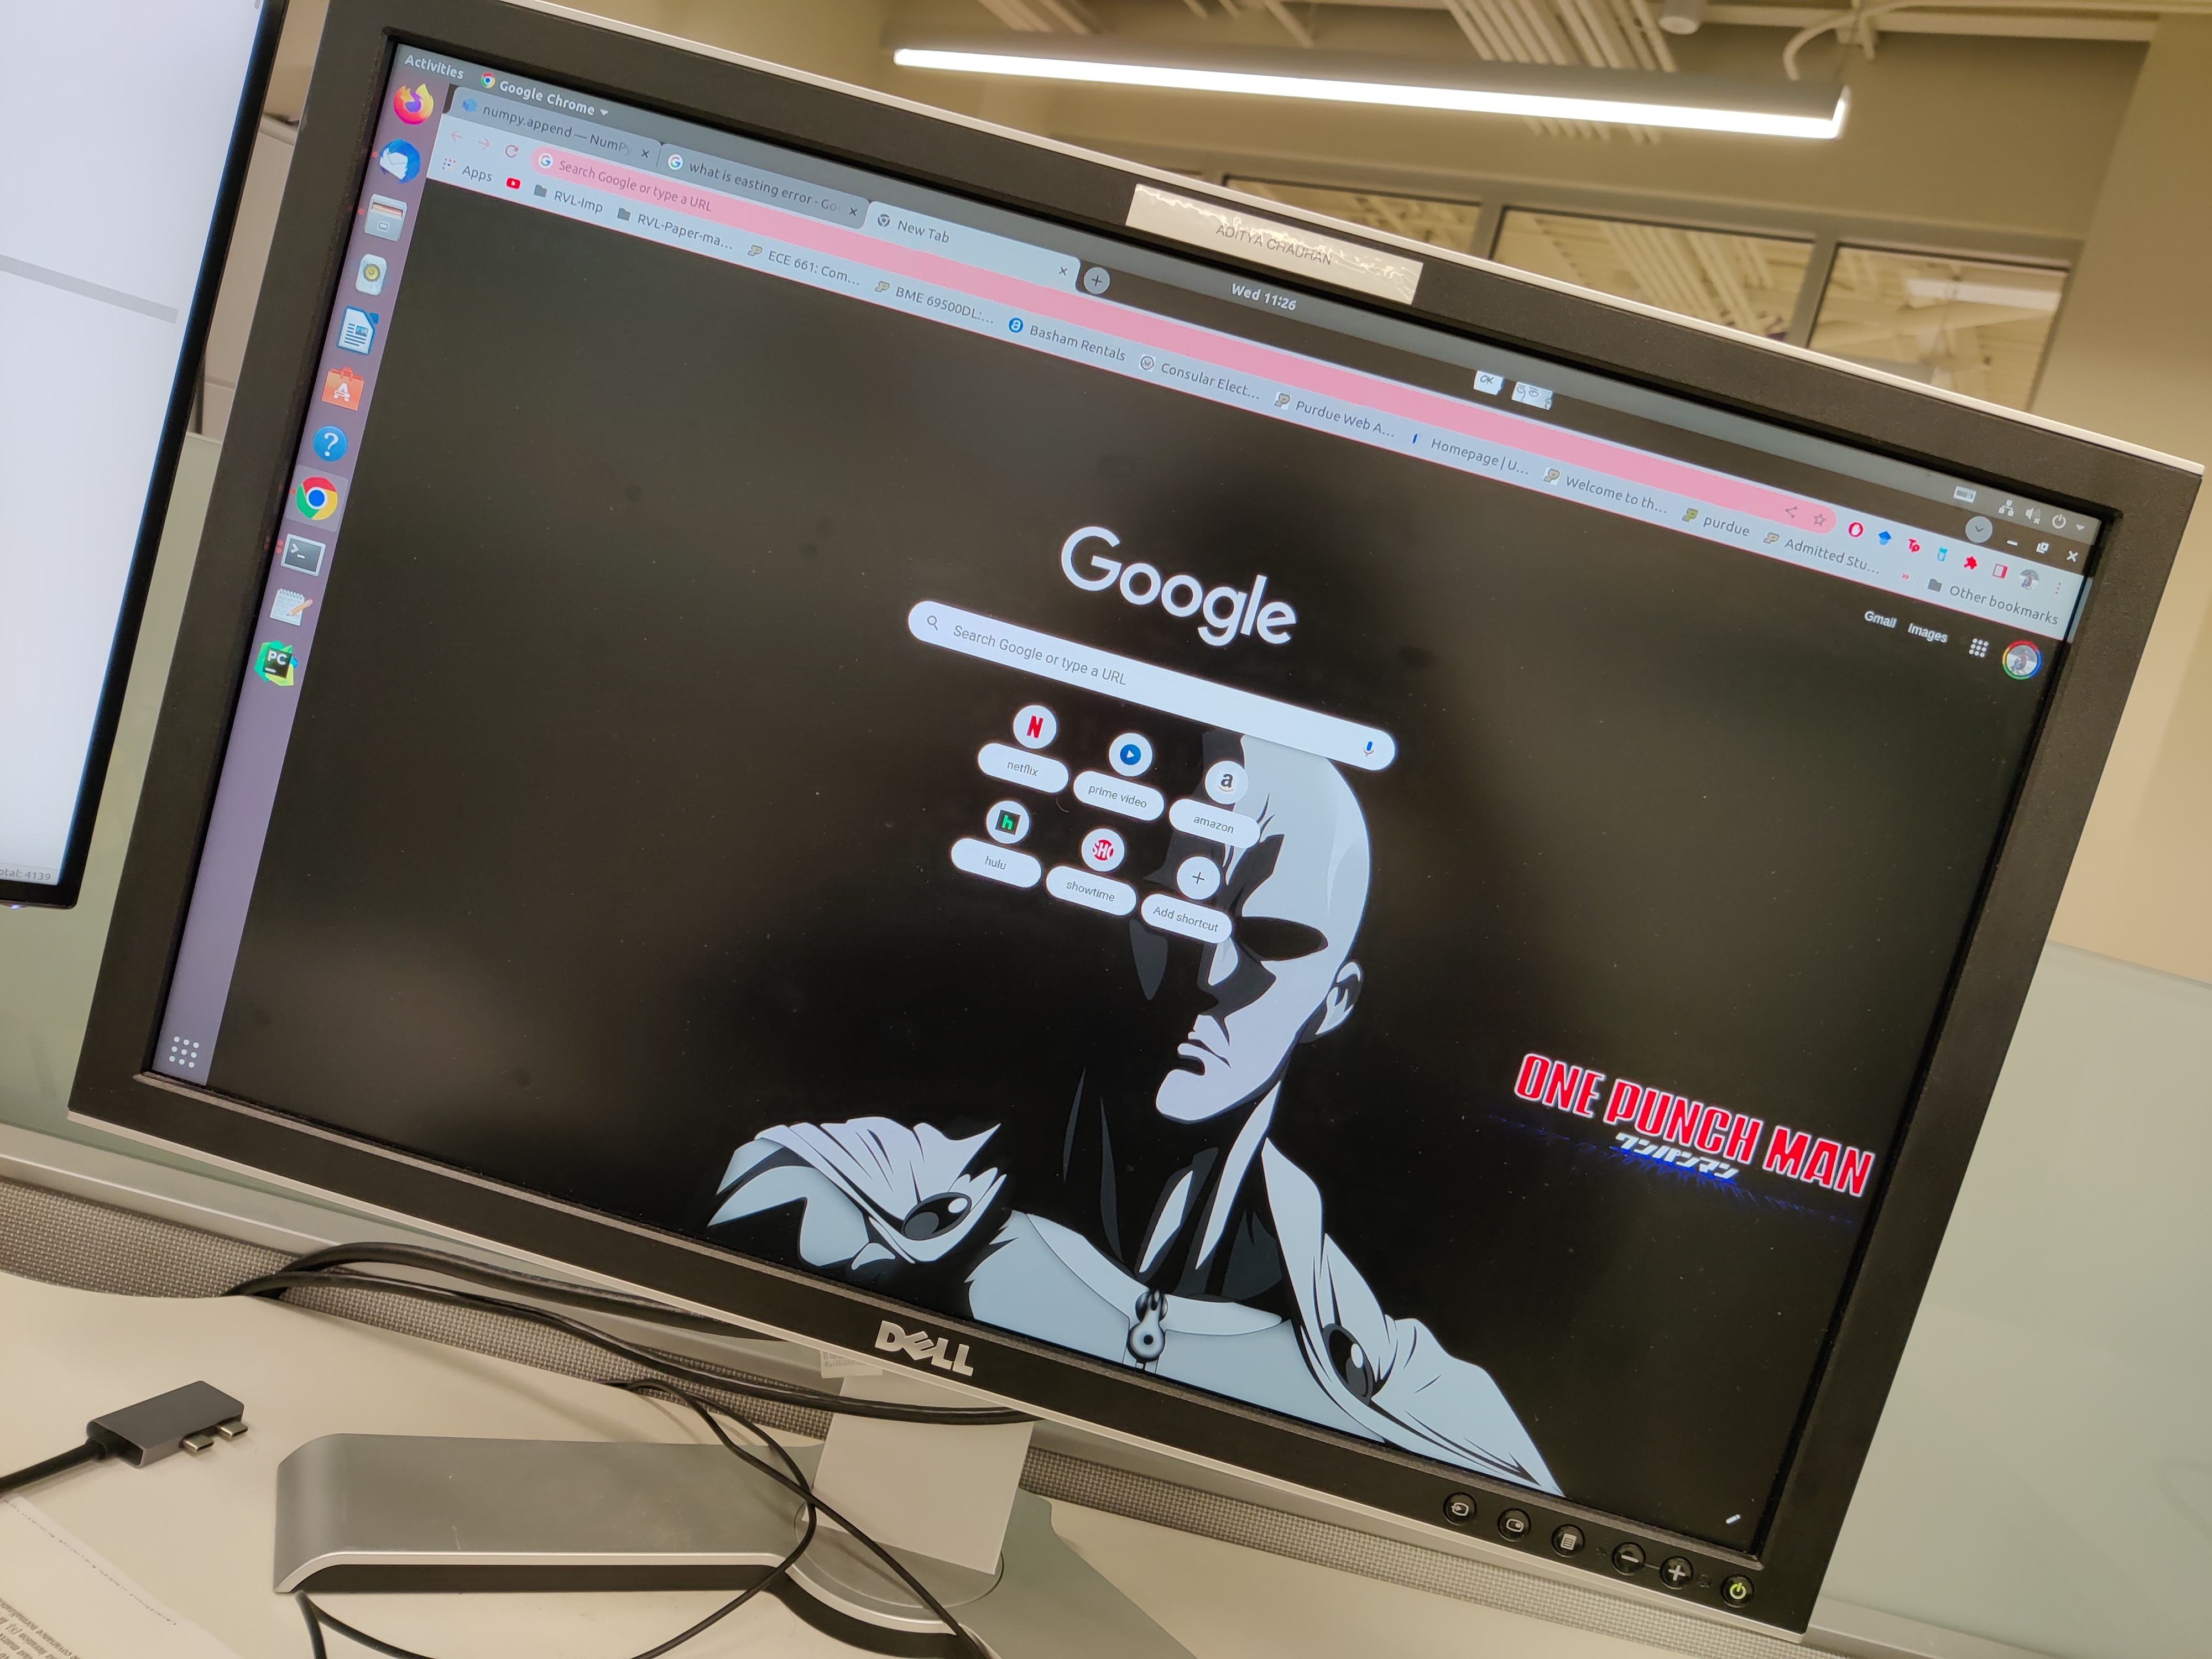 ADITYA CHAUHAN
Activities
Google Chrome
Wed 11:26
numpy.append — NumPy
what is easting error - Go
New Tab
Search Google or type a URL
Apps
RVL-Imp
RVL-Paper-ma...
ECE 661: Com...
BME 69500DL:...
Basham Rentals
Consular Elect...
Purdue Web A...
Homepage | U...
Welcome to th...
purdue
Admitted Stu...
»
Other bookmarks
OK
Gmail Images
Google
Search Google or type a URL
netflix
prime video
amazon
hulu
showtime
Add shortcut
ONE PUNCH MAN
ワンパンマン
DELL
otal: 4139